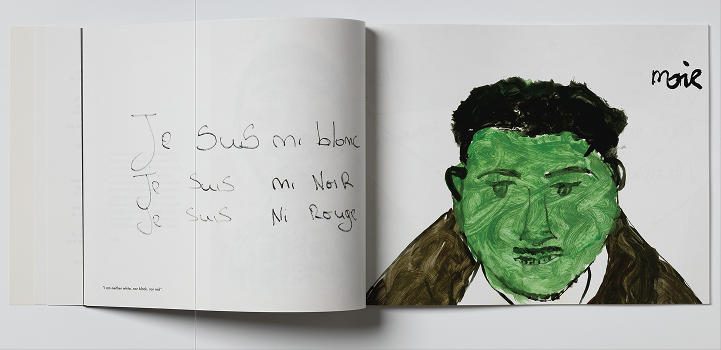 Je suis ni blonc
Je suis ni NOIR
Je suis Ni Rouge
"I am neither white, nor black, nor red".
moie